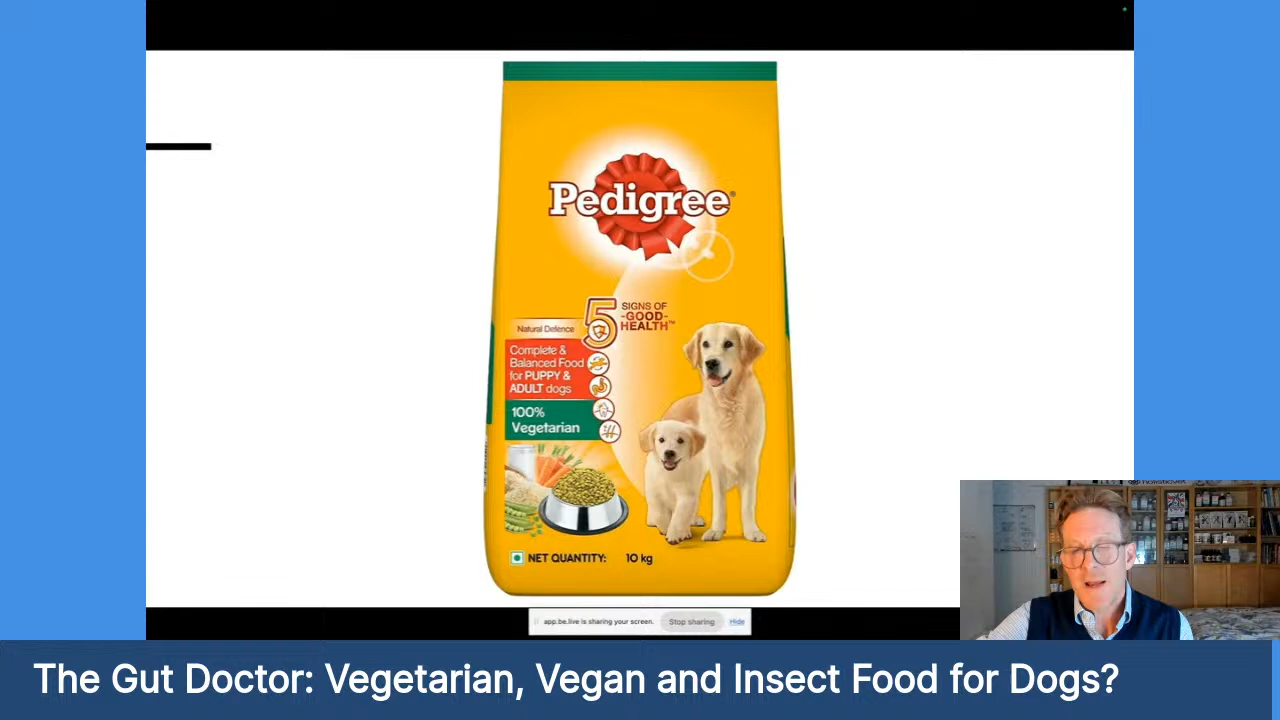 Pedigree®
5 SIGNS OF
-GOOD-
HEALTH™
Natural Defence
Complete &
Balanced Food
for PUPPY &
ADULT dogs
100%
Vegetarian
NET QUANTITY: 10 kg
app.be.live is sharing your screen. Stop sharing Hide
The Gut Doctor: Vegetarian, Vegan and Insect Food for Dogs?